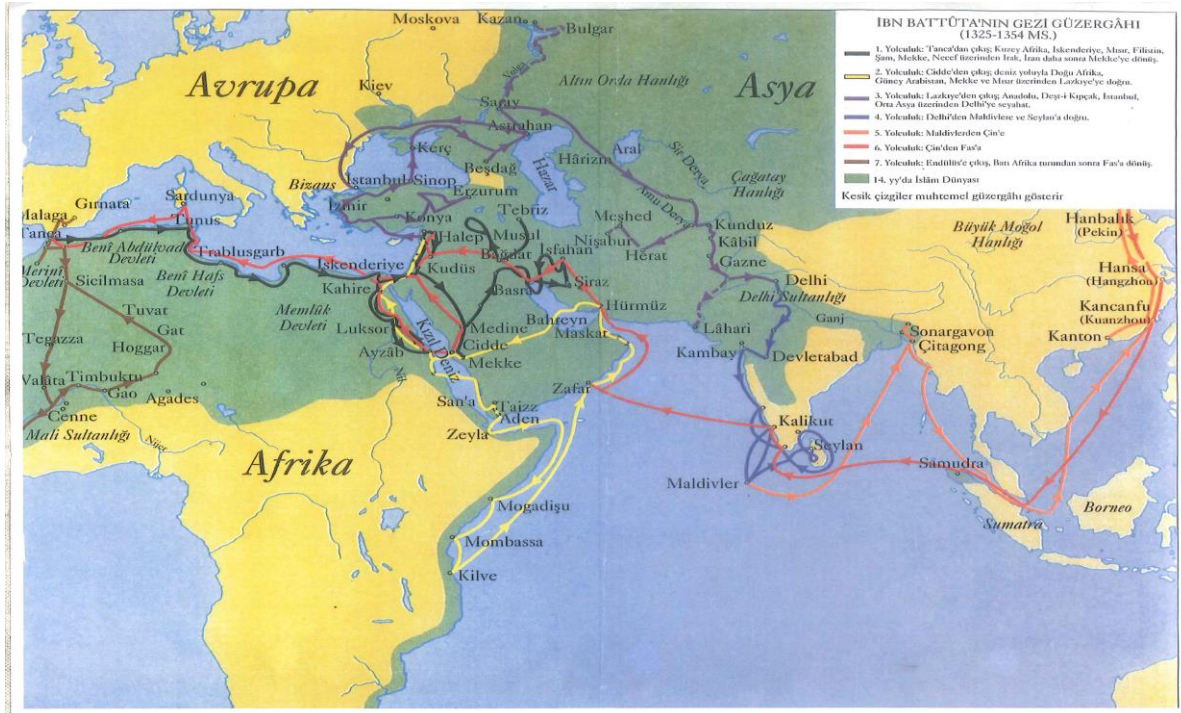 İBN BATTÛTA'NIN GEZİ GÜZERGÂHI
(1325-1354 MS.)
1. Yolculuk: Tanca'dan çıkış; Kuzey Afrika, İskenderiye, Mısır, Filistin,
Şam, Mekke, Necef üzerinden Irak, İran daha sonra Mekke'ye dönüş.
2. Yolculuk: Cidde'den çıkış; deniz yoluyla Doğu Afrika,
Güney Arabistan, Mekke ve Mısır üzerinden Lazkıye'ye doğru.
3. Yolculuk: Lazkıye'den çıkış; Anadolu, Deşt-i Kıpçak, İstanbul,
Orta Asya üzerinden Delhi'ye seyahat.
4. Yolculuk: Delhi'den Maldivlere ve Seylan'a doğru.
5. Yolculuk: Maldivlerden Çin'e
6. Yolculuk: Çin'den Fas'a
7. Yolculuk: Endülüs'e çıkış, Batı Afrika turundan sonra Fas'a dönüş.
14. yy'da İslâm Dünyası
Kesik çizgiler muhtemel güzergâhı gösterir
Moskova
Kazan
Bulgar
Avrupa
Volga
Altın Orda Hanlığı
Asya
Kiev
Saray
Astrahan
Kerç
Beşdağ
Hazar
Hârizm
Aral
Sir Derya
Çağatay
Hanlığı
Bizans
İstanbul
Sinop
İzmir
Erzurum
Konya
Tebriz
Amu Derya
Meşhed
Kunduz
Büyük Moğol
Hanlığı
Hanbalık
(Pekin)
Gırnata
Sardunya
Malaga
Tanca
Tunus
Benî Abdülvad
Devleti
Trablusgarb
Halep
Musul
Nişabur
Kâbil
Merini
Devleti
Sicilmasa
Benî Hafs
Devleti
İskenderiye
Kudüs
Bağdat
İsfahan
Hêrat
Gazne
Hansa
(Hangzhou)
Kahire
Basra
Şiraz
Delhi
Delhi Sultanlığı
Tuvat
Memlûk
Devleti
Hürmüz
Kancanfu
(Kuanzhou)
Gat
Luksor
Kızıl Deniz
Medine
Bahreyn
Maskat
Lâhari
Ganj
Sonargavon
Tegazza
Hoggar
Ayzâb
Cidde
Mekke
Kambay
Devletabad
Çitagong
Kanton
Valâta
Timbuktu
Gao
Agades
Nil
Zafar
Cenne
San'a
Taizz
Aden
Mali Sultanlığı
Nijer
Zeyla
Kalikut
Seylan
Afrika
Samudra
Maldivler
Mogadişu
Sumatra
Borneo
Mombassa
Kilve